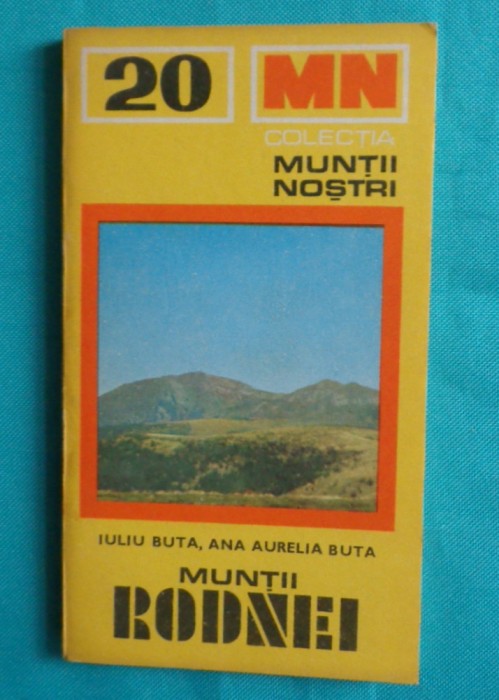 20 MN
COLECȚIA
MUNȚII
NOȘTRI
IULIU BUTA, ANA AURELIA BUTA
MUNȚII
RODNEI